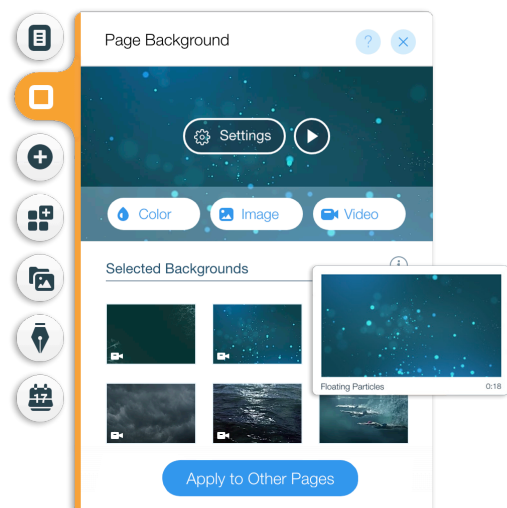 Page Background
?
Settings
Color
Image
Video
Selected Backgrounds
i
Floating Particles 0:18
17
Apply to Other Pages